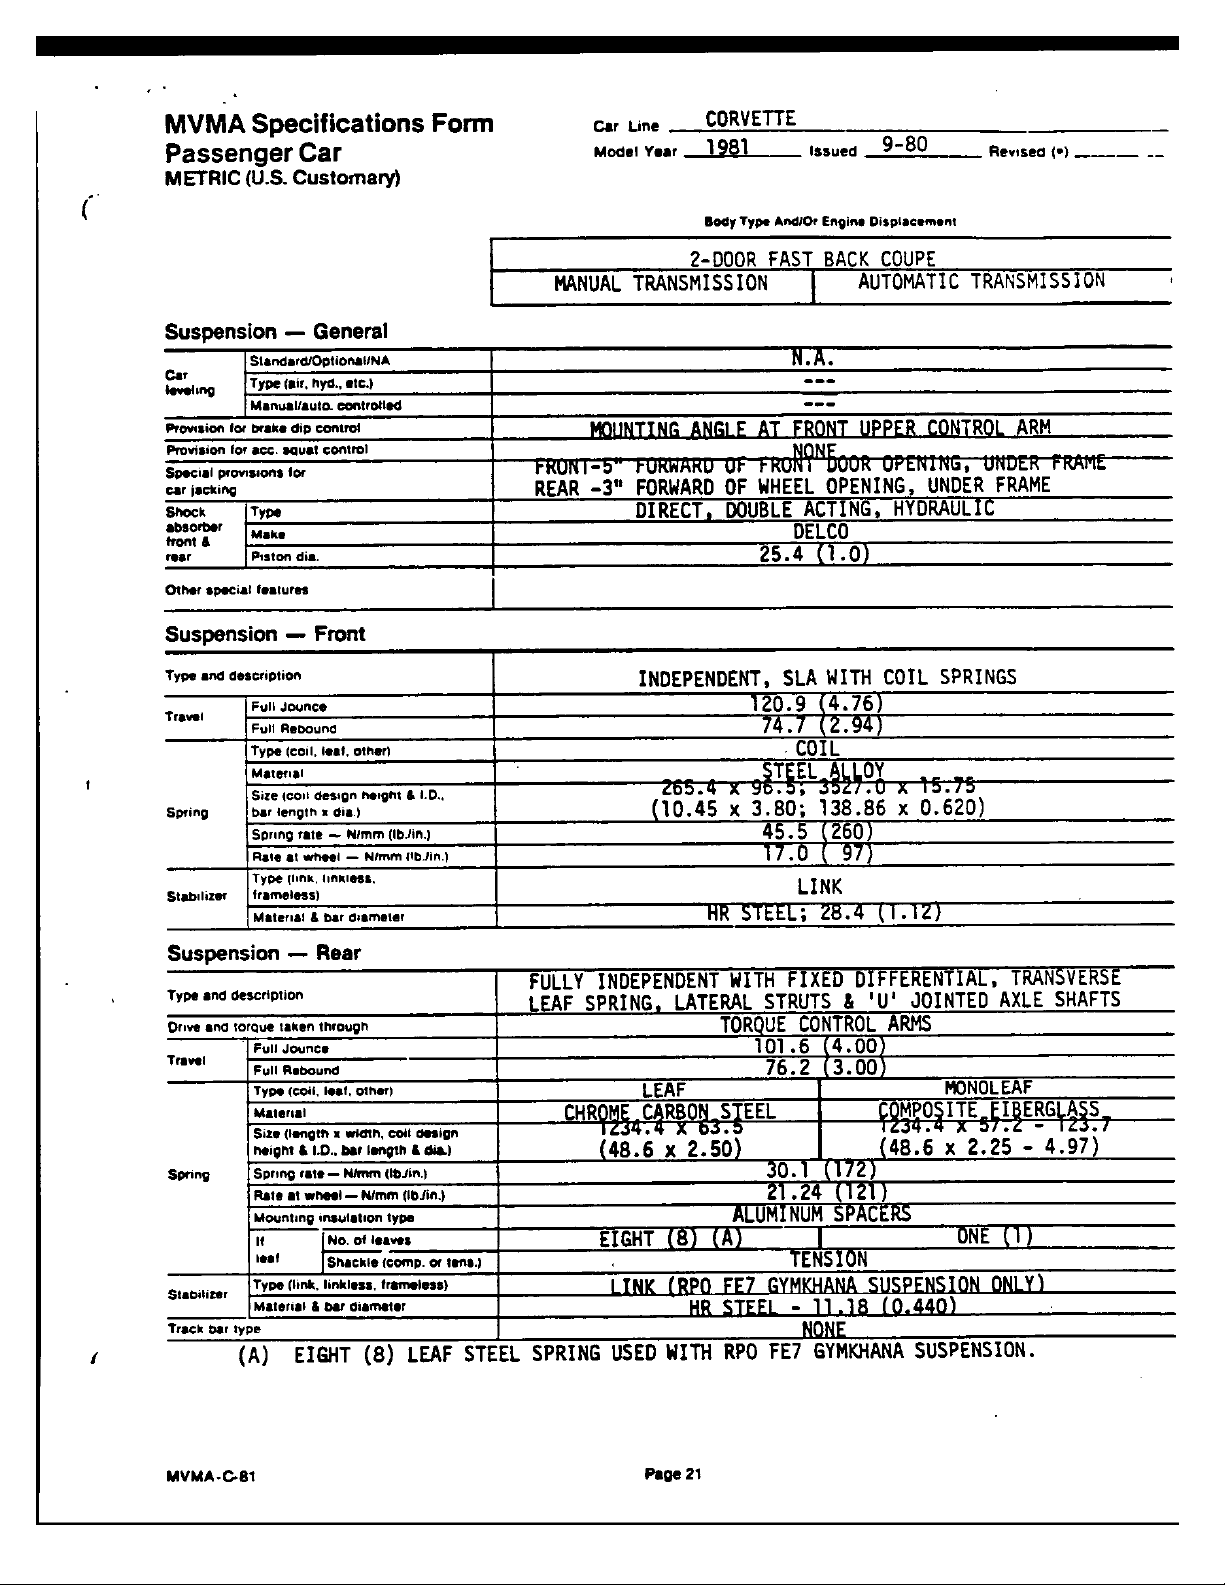 MVMA Specifications Form
Passenger Car
METRIC (U.S. Customary)
Car Line CORVETTE
Model Year 1981 Issued 9-80 Revised (•)
Body Type And/Or Engine Displacement
2-DOOR FAST BACK COUPE
MANUAL TRANSMISSION AUTOMATIC TRANSMISSION
Suspension — General
Car leveling
Standard/Optional/NA N.A.
Type (air, hyd., etc.) ---
Manual/auto. controlled ---
Provision for brake dip control MOUNTING ANGLE AT FRONT UPPER CONTROL ARM
Provision for acc. squat control NONE
Special provisions for FRONT-5" FORWARD OF FRONT DOOR OPENING, UNDER FRAME
car jacking REAR -3" FORWARD OF WHEEL OPENING, UNDER FRAME
Shock absorber front & rear
Type DIRECT, DOUBLE ACTING, HYDRAULIC
Make DELCO
Piston dia. 25.4 (1.0)
Other special features
Suspension — Front
Type and description INDEPENDENT, SLA WITH COIL SPRINGS
Travel
Full Jounce 120.9 (4.76)
Full Rebound 74.7 (2.94)
Spring
Type (coil, leaf, other) COIL
Material STEEL ALLOY
Size (coil design height & I.D., 265.4 x 96.5; 3527.0 x 15.75
bar length x dia.) (10.45 x 3.80; 138.86 x 0.620)
Spring rate — N/mm (lb./in.) 45.5 (260)
Rate at wheel — N/mm (lb./in.) 17.0 ( 97)
Stabilizer
Type (link, linkless,
frameless) LINK
Material & bar diameter HR STEEL; 28.4 (1.12)
Suspension — Rear
Type and description FULLY INDEPENDENT WITH FIXED DIFFERENTIAL, TRANSVERSE
LEAF SPRING, LATERAL STRUTS & 'U' JOINTED AXLE SHAFTS
Drive and torque taken through TORQUE CONTROL ARMS
Travel
Full Jounce 101.6 (4.00)
Full Rebound 76.2 (3.00)
Spring
Type (coil, leaf, other) LEAF MONOLEAF
Material CHROME CARBON STEEL COMPOSITE FIBERGLASS
Size (length x width, coil design 1234.4 x 63.5 1234.4 x 57.2 - 123.7
height & I.D., bar length & dia.) (48.6 x 2.50) (48.6 x 2.25 - 4.97)
Spring rate — N/mm (lb./in.) 30.1 (172)
Rate at wheel — N/mm (lb./in.) 21.24 (121)
Mounting insulation type ALUMINUM SPACERS
If leaf
No. of leaves EIGHT (8) (A) ONE (1)
Shackle (comp. or tens.) TENSION
Stabilizer
Type (link, linkless, frameless) LINK (RPO FE7 GYMKHANA SUSPENSION ONLY)
Material & bar diameter HR STEEL - 11.18 (0.440)
Track bar type NONE
(A) EIGHT (8) LEAF STEEL SPRING USED WITH RPO FE7 GYMKHANA SUSPENSION.
MVMA-C-81 Page 21